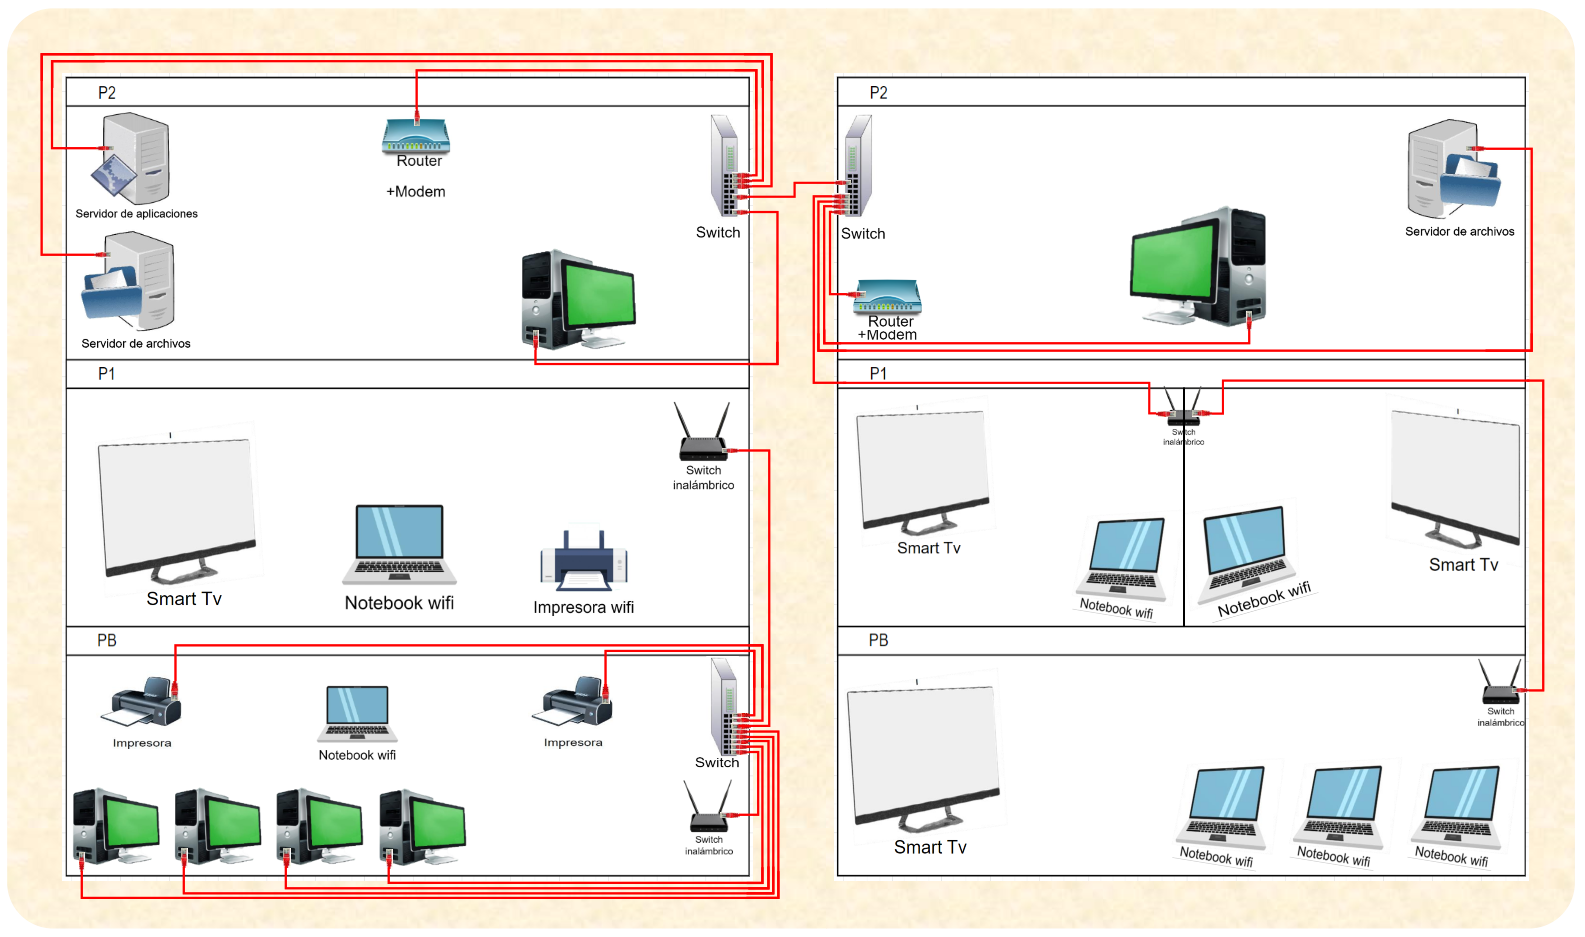 P2
Servidor de aplicaciones
Router
+Modem
Switch
Servidor de archivos
P1
Switch
inalámbrico
Smart Tv
Notebook wifi
Impresora wifi
PB
Impresora
Notebook wifi
Impresora
Switch
Switch
inalámbrico
P2
Switch
Servidor de archivos
Router
+Modem
P1
Switch
inalámbrico
Smart Tv
Notebook wifi
Notebook wifi
Smart Tv
PB
Switch
inalámbrico
Smart Tv
Notebook wifi
Notebook wifi
Notebook wifi